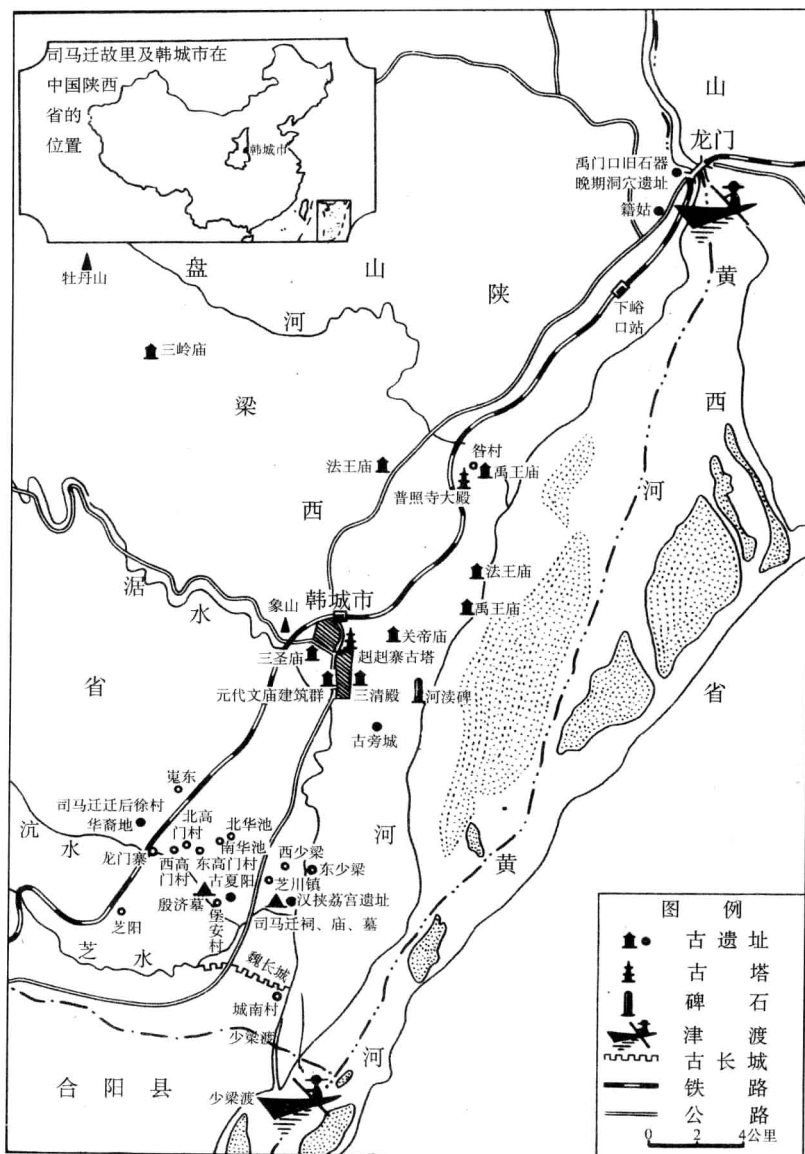 司马迁故里及韩城市在
中国陕西
省的
位置
韩城市
山
龙门
禹门口旧石器
晚期洞穴遗址
籍姑
牡丹山
盘
山
河
陕
黄
下峪
口站
三岭庙
梁
西
昝村
法王庙
禹王庙
普照寺大殿
西
河
法王庙
涺
水
象山
韩城市
禹王庙
关帝庙
三圣庙
赳赳寨古塔
元代文庙建筑群
三清殿
河渎碑
省
省
古旁城
嵬东
司马迁迁后徐村
华裔地
北高
门村
北华池
南华池
河
沆
水
龙门寨
西高
门村
东高门村
西少梁
东少梁
古夏阳
芝川镇
黄
殷济墓
汉挟荔宫遗址
芝阳
堡安村
司马迁祠、庙、墓
芝
水
魏长城
城南村
少梁渡
河
合阳县
少梁渡
图例
古遗址
古塔
碑石
津渡
古长城
铁路
公路
0 2 4公里